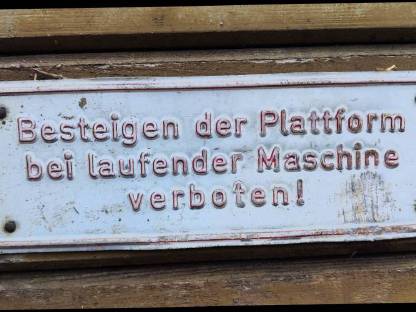 Besteigen der Plattform
bei laufender Maschine
verboten!